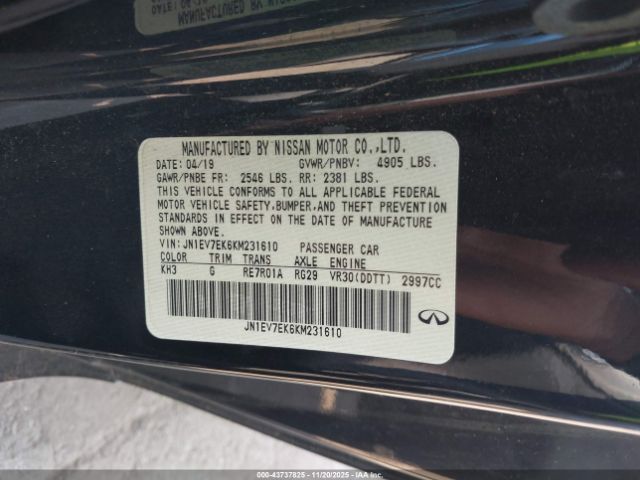 MANUFACTURED BY NISSAN MOTOR CO.,LTD.
DATE: 04/19 GVWR/PNBV: 4905 LBS.
GAWR/PNBE FR: 2546 LBS. RR: 2381 LBS.
THIS VEHICLE CONFORMS TO ALL APPLICABLE FEDERAL
MOTOR VEHICLE SAFETY,BUMPER,AND THEFT PREVENTION
STANDARDS IN EFFECT ON THE DATE OF MANUFACTURE
SHOWN ABOVE.
VIN: JN1EV7EK6KM231610 PASSENGER CAR
COLOR TRIM TRANS AXLE ENGINE
KH3 G RE7R01A RG29 VR30(DDTT) 2997CC
JN1EV7EK6KM231610
00-43737825 - 11/20/2025 - IAAI.COM